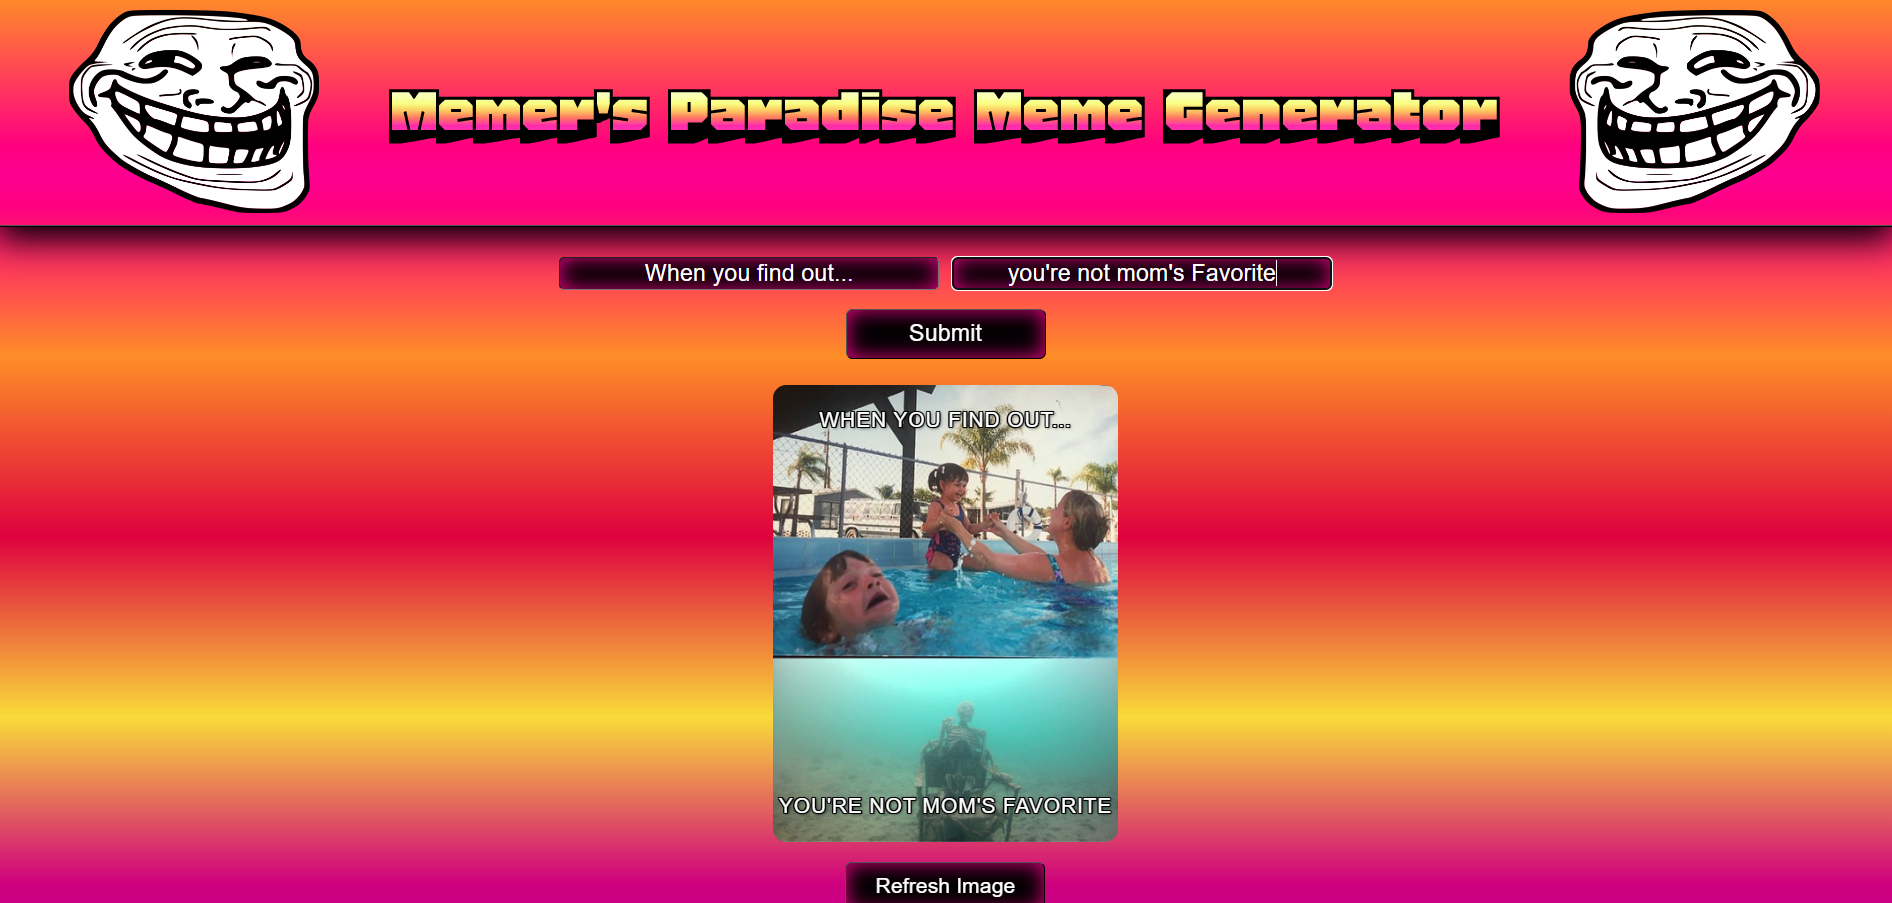 Memer's Paradise Meme Generator
When you find out...
you're not mom's Favorite
Submit
WHEN YOU FIND OUT...
YOU'RE NOT MOM'S FAVORITE
Refresh Image